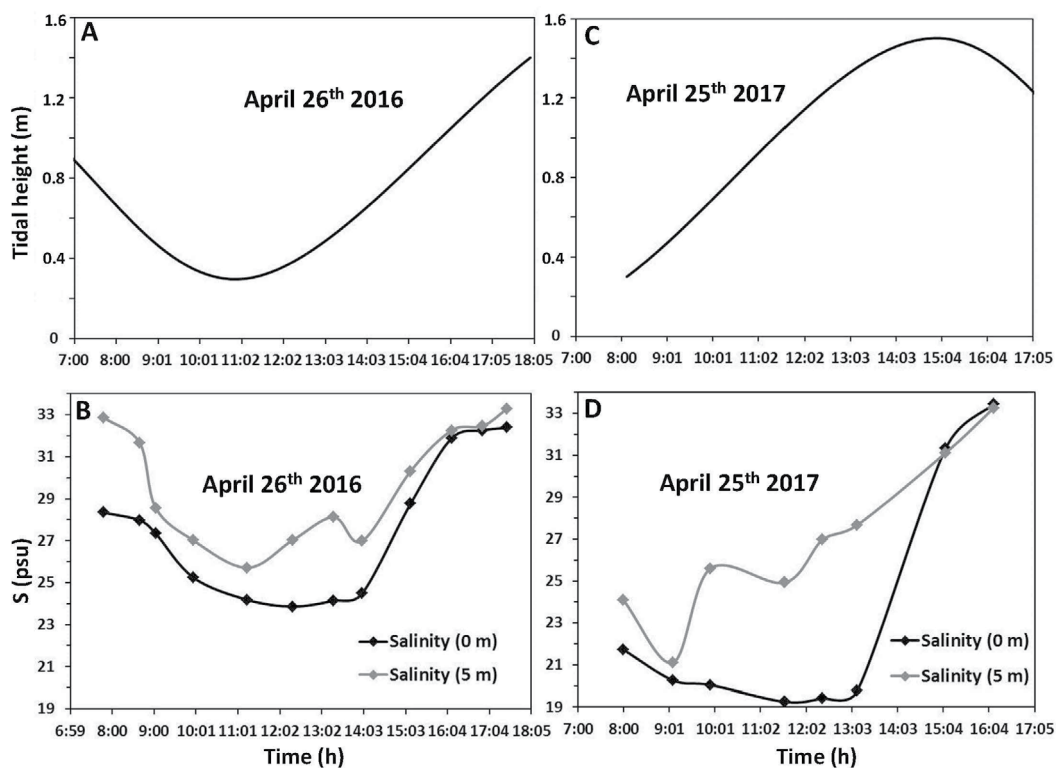 A
April 26th 2016
Tidal height (m)
1.6
1.2
0.8
0.4
0
7:00 8:00 9:01 10:01 11:02 12:02 13:03 14:03 15:04 16:04 17:05 18:05
C
April 25th 2017
1.6
1.2
0.8
0.4
0
7:00 8:00 9:01 10:01 11:02 12:02 13:03 14:03 15:04 16:04 17:05
B
April 26th 2016
S (psu)
33
31
29
27
25
23
21
19
Salinity (0 m)
Salinity (5 m)
6:59 8:00 9:00 10:01 11:01 12:02 13:02 14:03 15:03 16:04 17:04 18:05
Time (h)
D
April 25th 2017
33
31
29
27
25
23
21
19
Salinity (0 m)
Salinity (5 m)
7:00 8:00 9:01 10:01 11:02 12:02 13:03 14:03 15:04 16:04 17:05
Time (h)